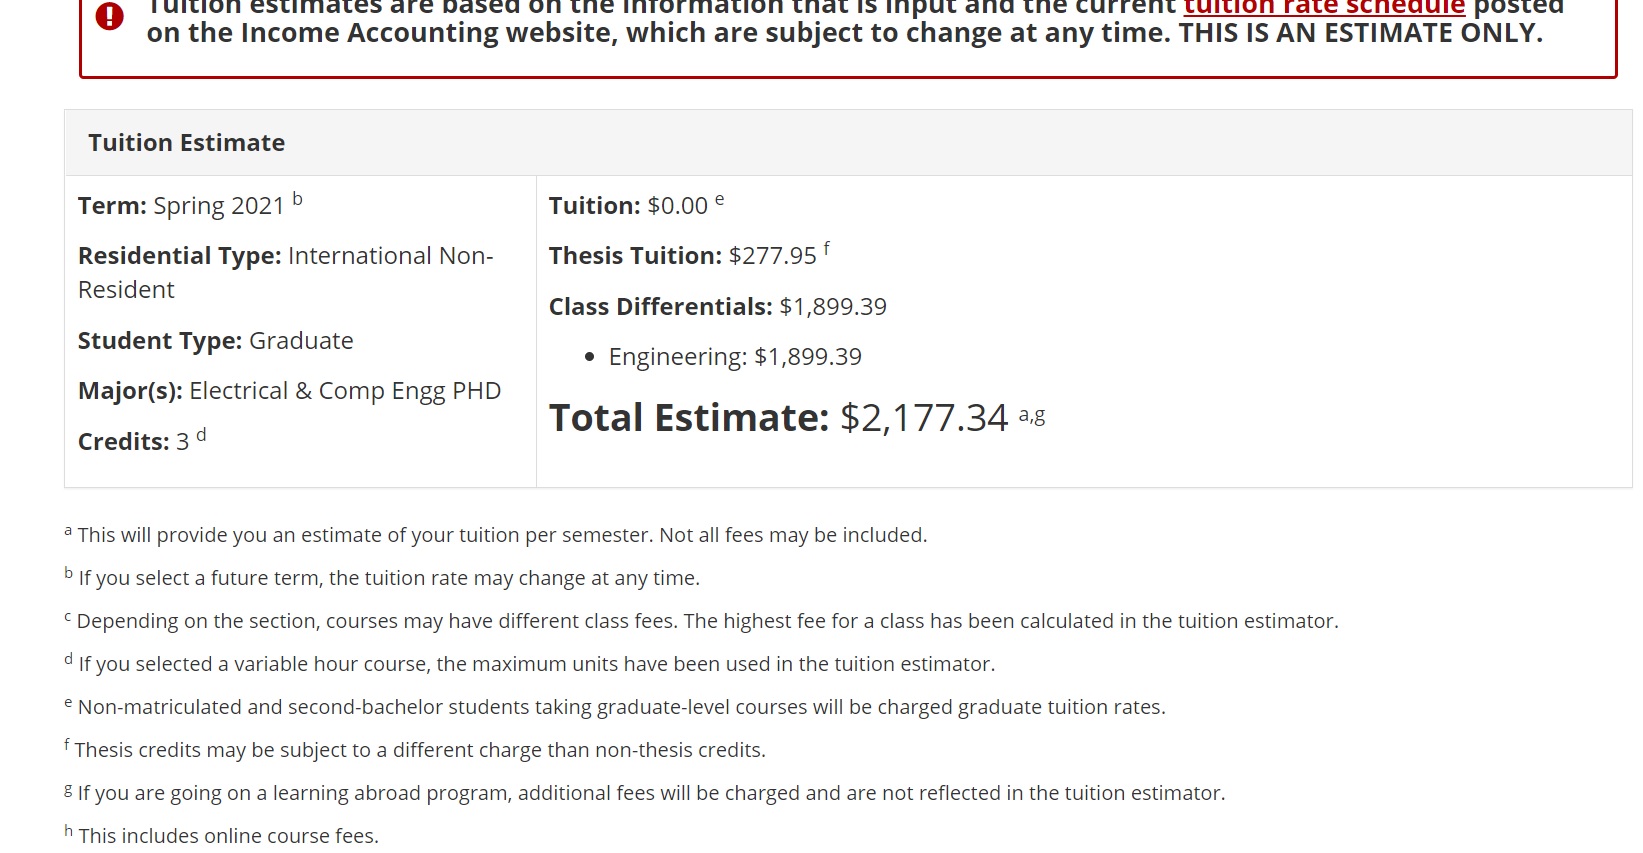 Tuition estimates are based on the information that is input and the current tuition rate schedule posted
on the Income Accounting website, which are subject to change at any time. THIS IS AN ESTIMATE ONLY.
Tuition Estimate
Term: Spring 2021 b
Residential Type: International Non-
Resident
Student Type: Graduate
Major(s): Electrical & Comp Engg PHD
Credits: 3 d
Tuition: $0.00 e
Thesis Tuition: $277.95 f
Class Differentials: $1,899.39
• Engineering: $1,899.39
Total Estimate: $2,177.34 a,g
a This will provide you an estimate of your tuition per semester. Not all fees may be included.
b If you select a future term, the tuition rate may change at any time.
c Depending on the section, courses may have different class fees. The highest fee for a class has been calculated in the tuition estimator.
d If you selected a variable hour course, the maximum units have been used in the tuition estimator.
e Non-matriculated and second-bachelor students taking graduate-level courses will be charged graduate tuition rates.
f Thesis credits may be subject to a different charge than non-thesis credits.
g If you are going on a learning abroad program, additional fees will be charged and are not reflected in the tuition estimator.
h This includes online course fees.